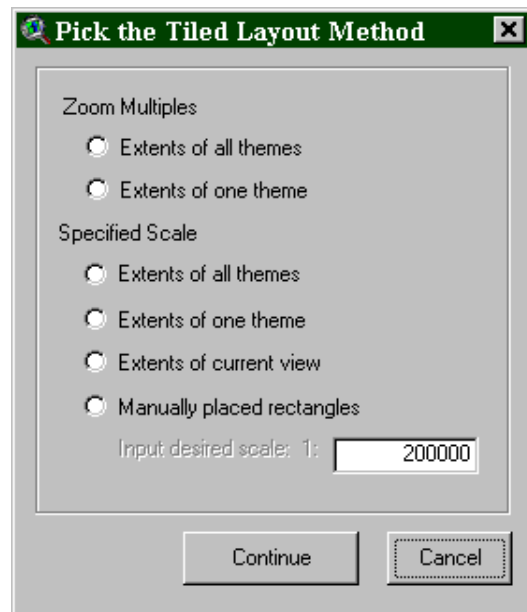 Pick the Tiled Layout Method
Zoom Multiples
Extents of all themes
Extents of one theme
Specified Scale
Extents of all themes
Extents of one theme
Extents of current view
Manually placed rectangles
Input desired scale: 1: 200000
Continue Cancel